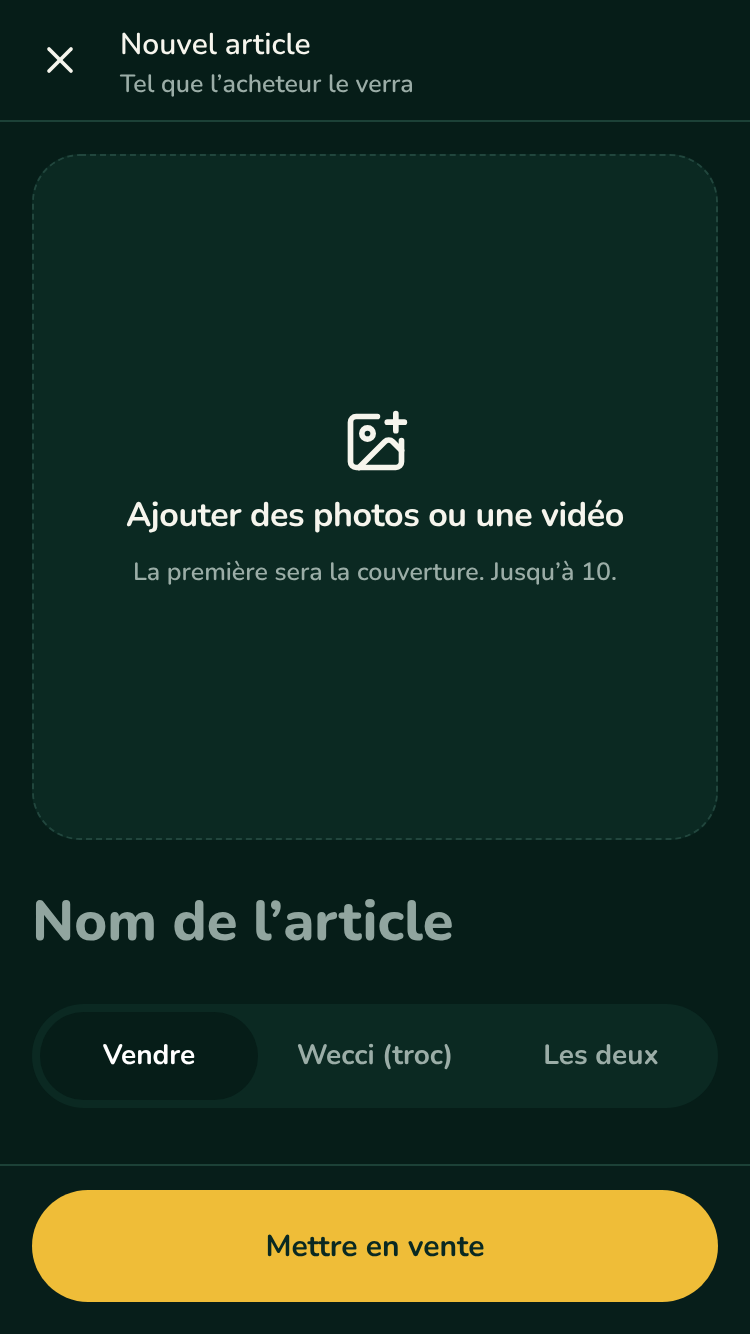 Nouvel article
Tel que l’acheteur le verra
Ajouter des photos ou une vidéo
La première sera la couverture. Jusqu’à 10.
Nom de l’article
Vendre
Wecci (troc)
Les deux
Mettre en vente